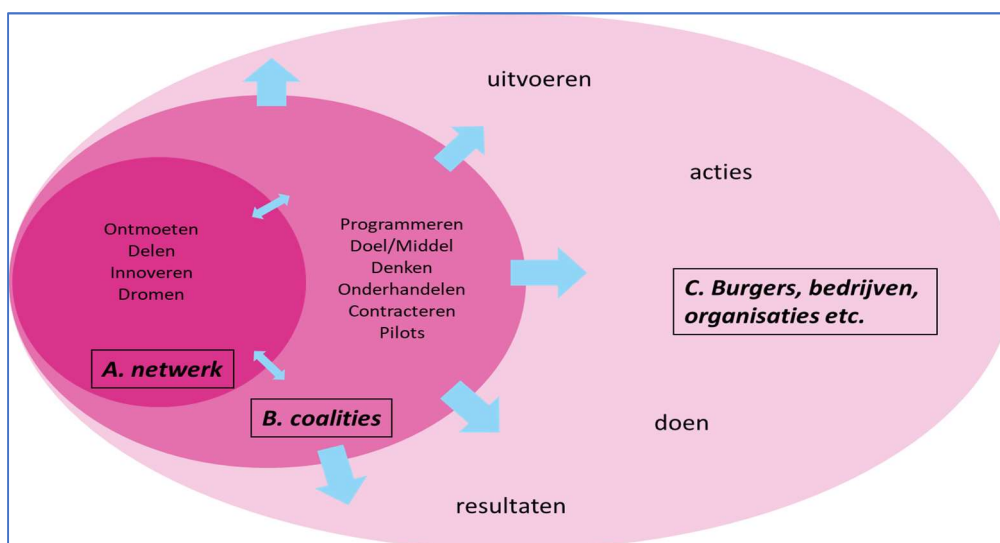 Ontmoeten
Delen
Innoveren
Dromen
A. netwerk
Programmeren
Doel/Middel
Denken
Onderhandelen
Contracteren
Pilots
B. coalities
uitvoeren
acties
C. Burgers, bedrijven,
organisaties etc.
doen
resultaten